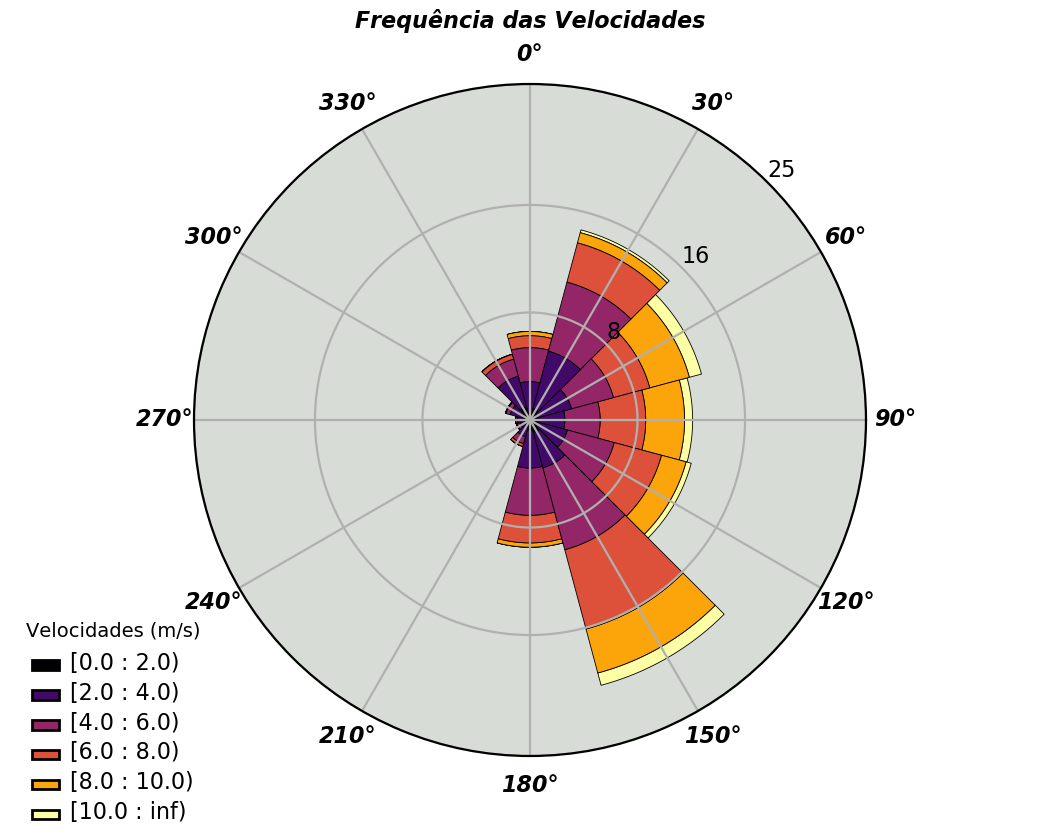 Frequência das Velocidades
0°
330°
30°
25
300°
60°
16
8
270°
90°
240°
120°
210°
150°
180°
Velocidades (m/s)
[0.0 : 2.0)
[2.0 : 4.0)
[4.0 : 6.0)
[6.0 : 8.0)
[8.0 : 10.0)
[10.0 : inf)